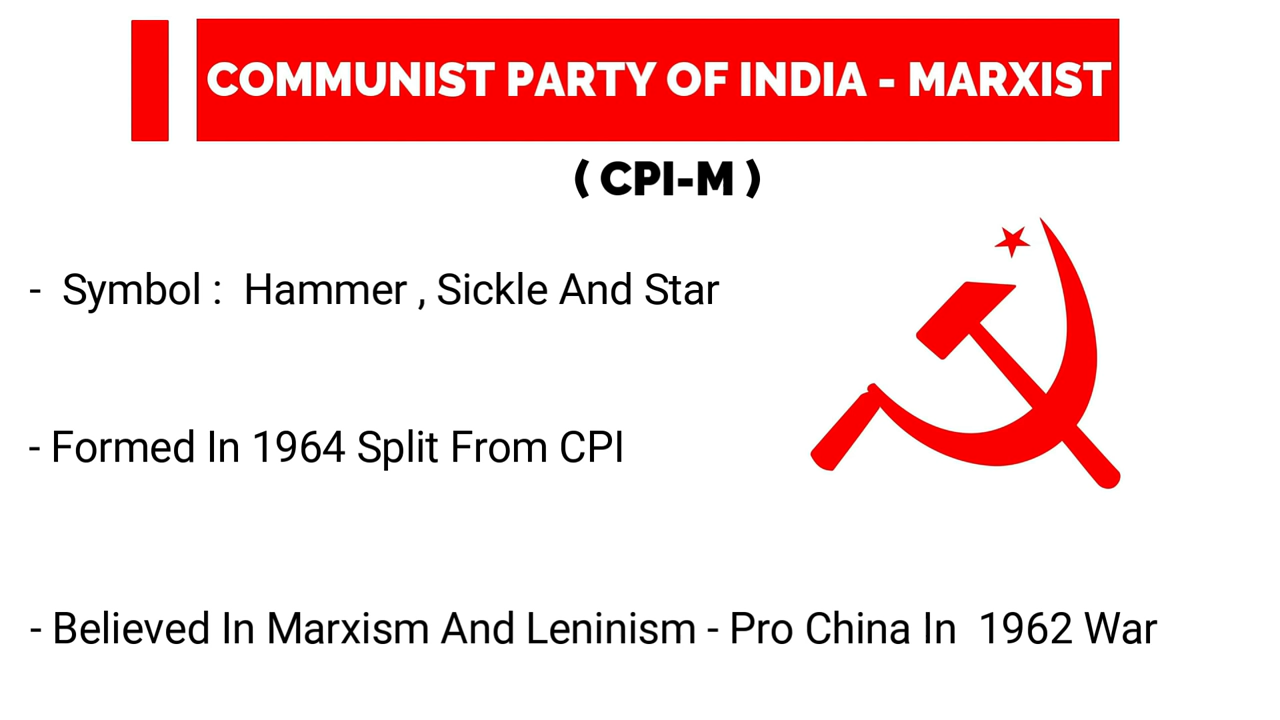 COMMUNIST PARTY OF INDIA - MARXIST
( CPI-M )
- Symbol : Hammer , Sickle And Star
- Formed In 1964 Split From CPI
- Believed In Marxism And Leninism - Pro China In 1962 War